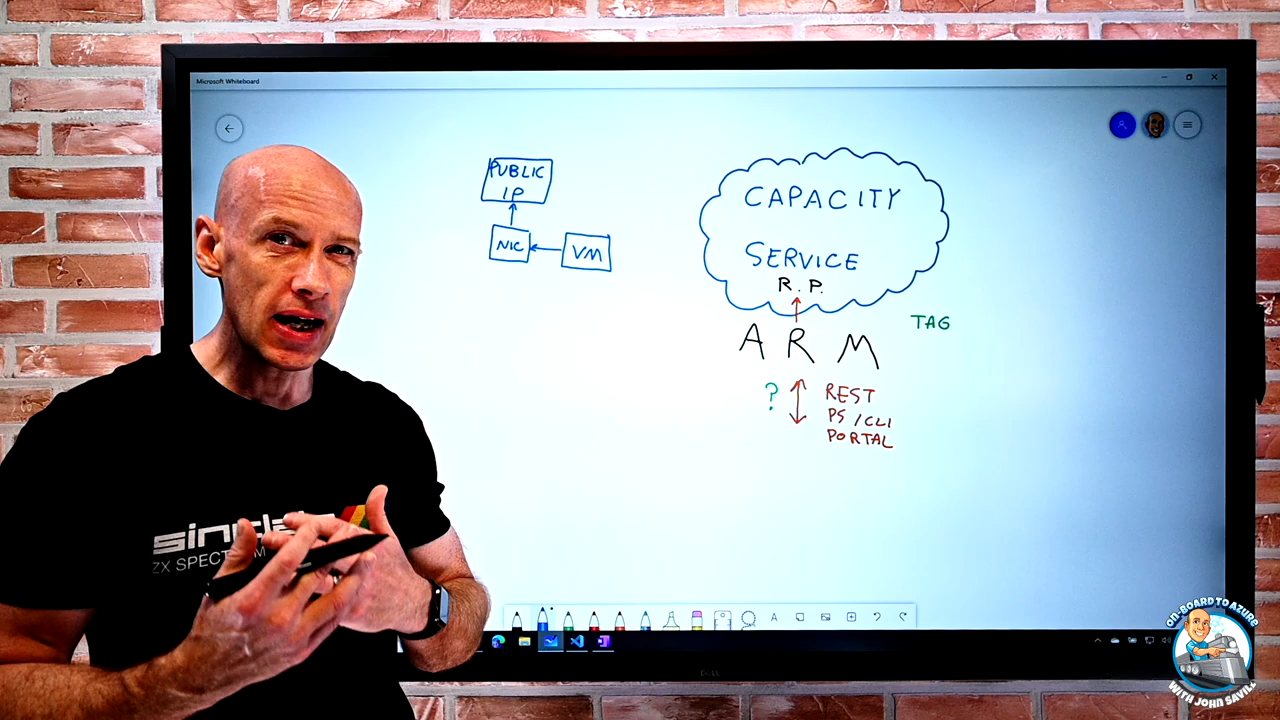 Microsoft Whiteboard
PUBLIC
IP
NIC
VM
CAPACITY
SERVICE
R.P.
ARM
TAG
?
REST
PS/CLI
PORTAL
sinclair
ZX SPECTRUM
A
DELL
ON-BOARD TO AZURE
WITH JOHN SAVILL